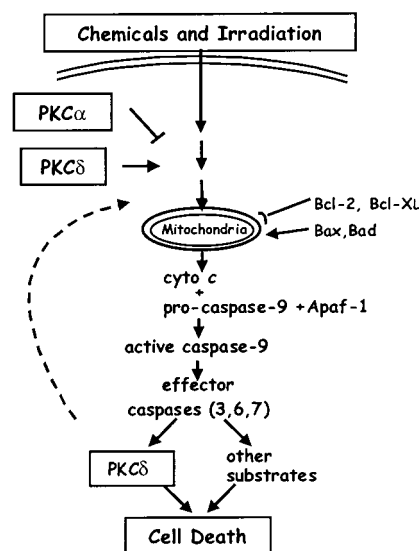 Chemicals and Irradiation
PKCα
PKCδ
Bcl-2, Bcl-XL
Mitochondria
Bax,Bad
cyto c
+
pro-caspase-9 +Apaf-1
active caspase-9
effector
caspases (3,6,7)
PKCδ
other
substrates
Cell Death